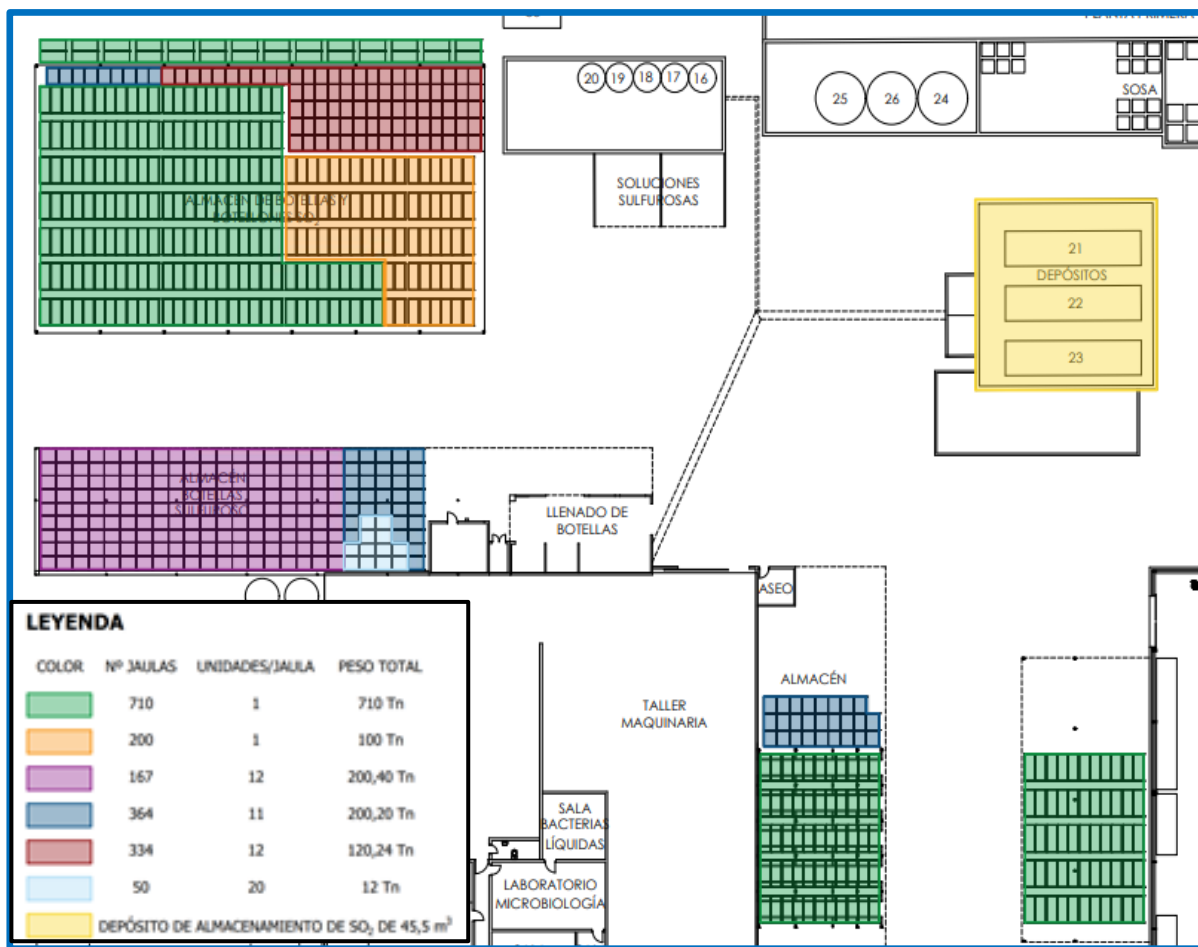 20 19 18 17 16
25 26 24
SOSA
SOLUCIONES
SULFUROSAS
ALMACÉN DE BOTELLAS Y
BOTELLONES SO₂
21
DEPÓSITOS
22
23
ALMACÉN
BOTELLAS
SULFUROSO
LLENADO DE
BOTELLAS
ASEO
ALMACÉN
TALLER
MAQUINARIA
SALA
BACTERIAS
LÍQUIDAS
LABORATORIO
MICROBIOLOGÍA
LEYENDA
COLOR Nº JAULAS UNIDADES/JAULA PESO TOTAL
710 1 710 Tn
200 1 100 Tn
167 12 200,40 Tn
364 11 200,20 Tn
334 12 120,24 Tn
50 20 12 Tn
DEPÓSITO DE ALMACENAMIENTO DE SO₂ DE 45,5 m³